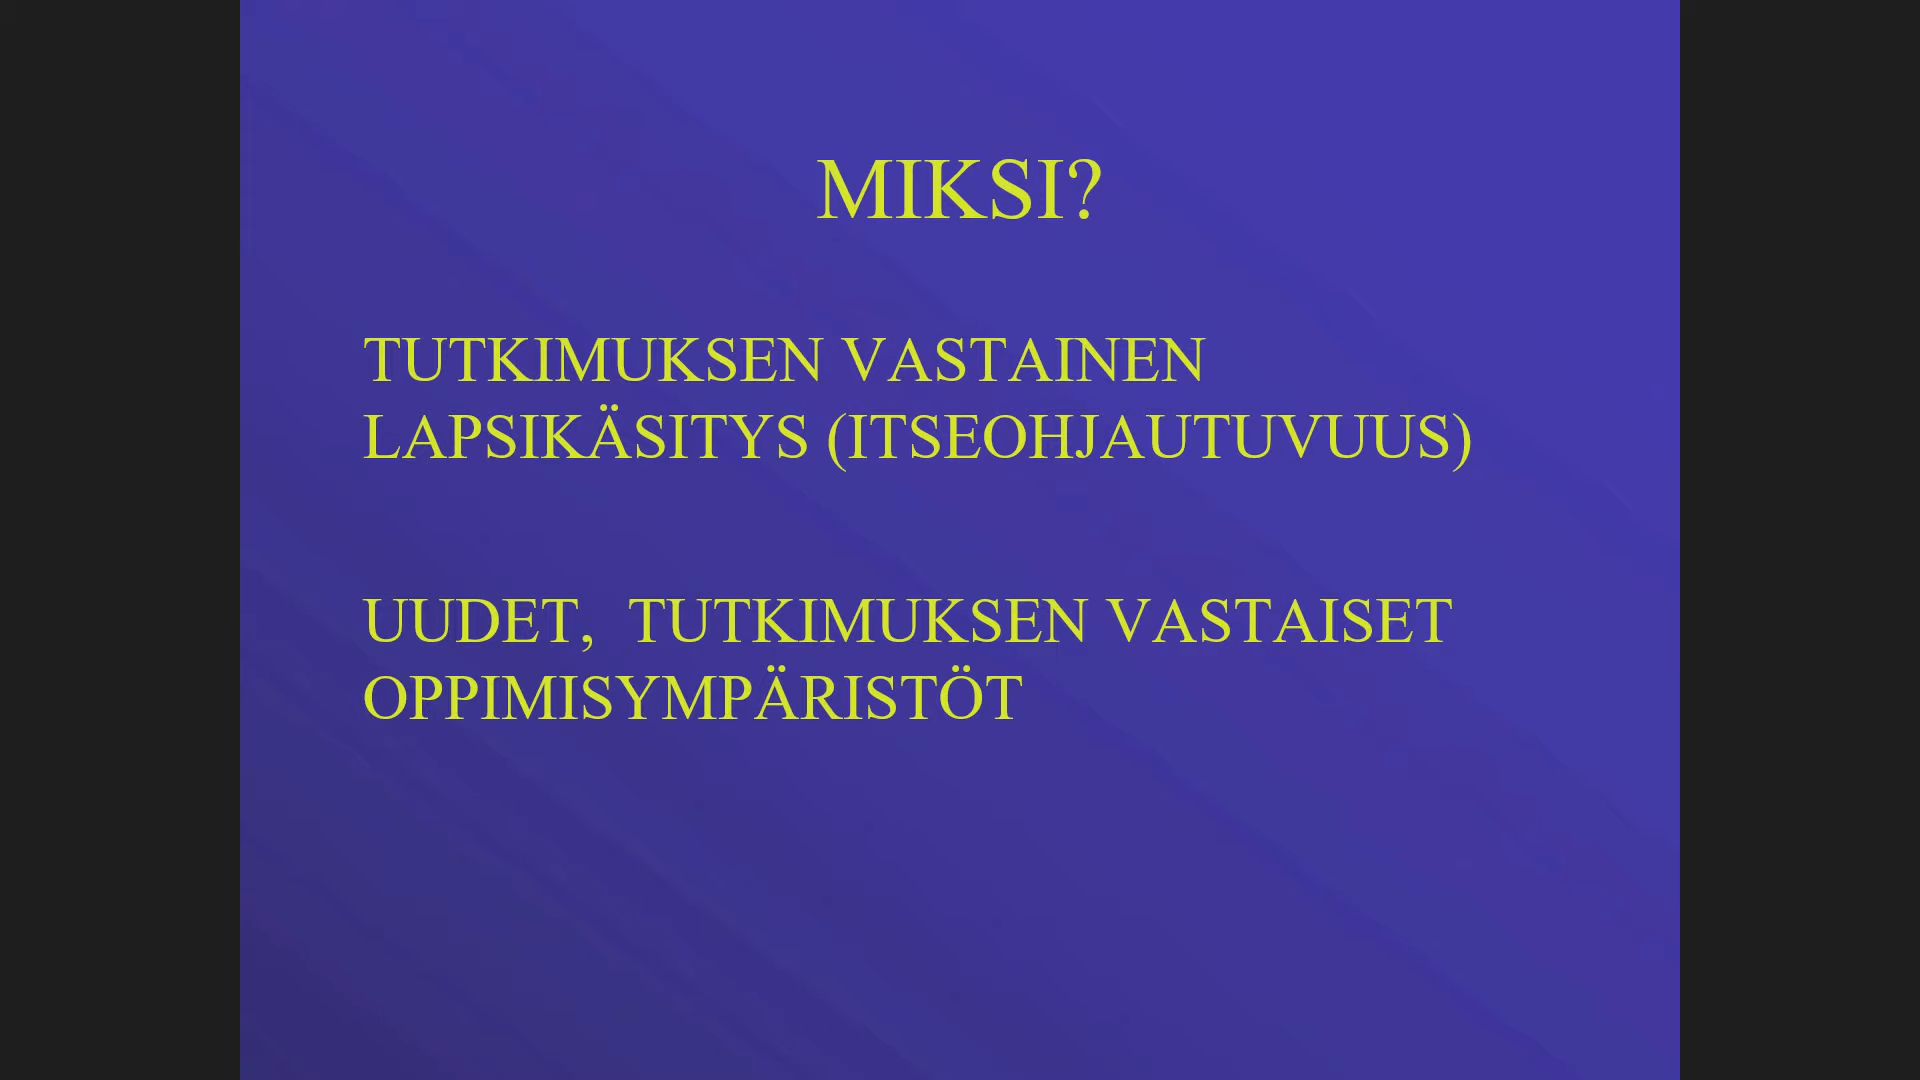 MIKSI?
TUTKIMUKSEN VASTAINEN
LAPSIKÄSITYS (ITSEOHJAUTUVUUS)
UUDET, TUTKIMUKSEN VASTAISET
OPPIMISYMPÄRISTÖT